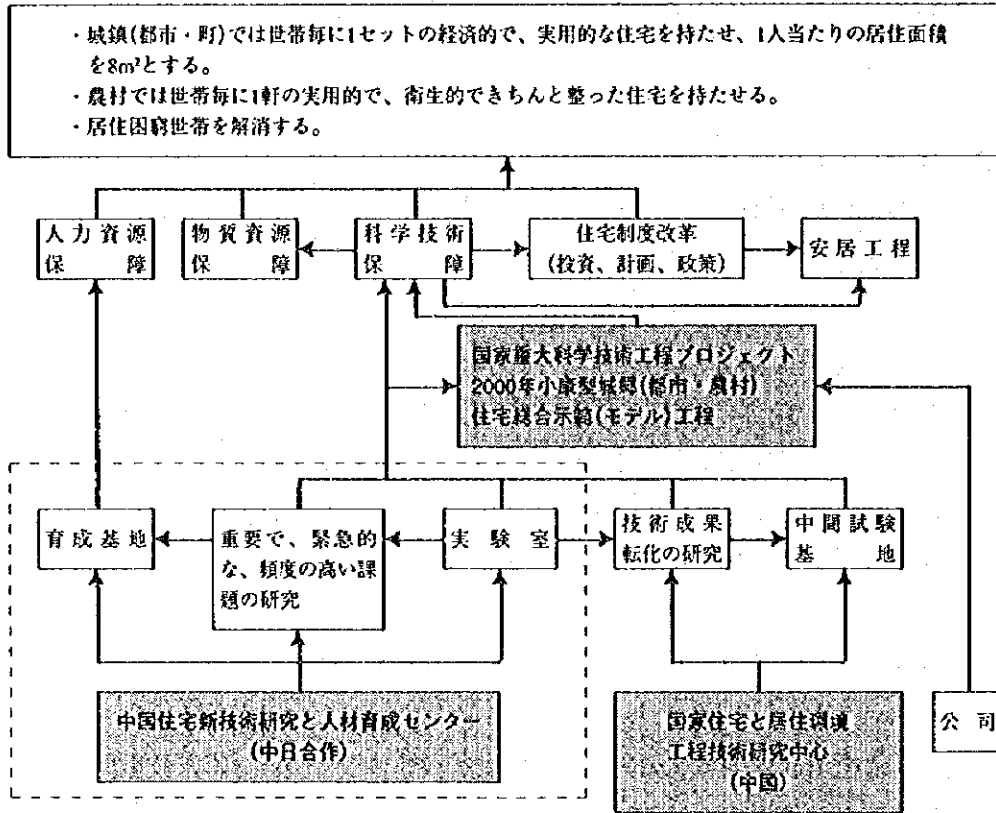 ・城鎮(都市・町)では世帯毎に1セットの経済的で、実用的な住宅を持たせ、1人当たりの居住面積
を8m²とする。
・農村では世帯毎に1軒の実用的で、衛生的できちんと整った住宅を持たせる。
・居住困窮世帯を解消する。
人力資源
保障
物質資源
保障
科学技術
保障
住宅制度改革
(投資、計画、政策)
安居工程
国家重大科学技術工程プロジェクト
2000年小康型城郷(都市・農村)
住宅総合示範(モデル)工程
育成基地
重要で、緊急的
な、頻度の高い課
題の研究
実験室
技術成果
転化の研究
中間試験
基地
中国住宅新技術研究と人材育成センター
(中日合作)
国家住宅と居住環境
工程技術研究中心
(中国)
公司